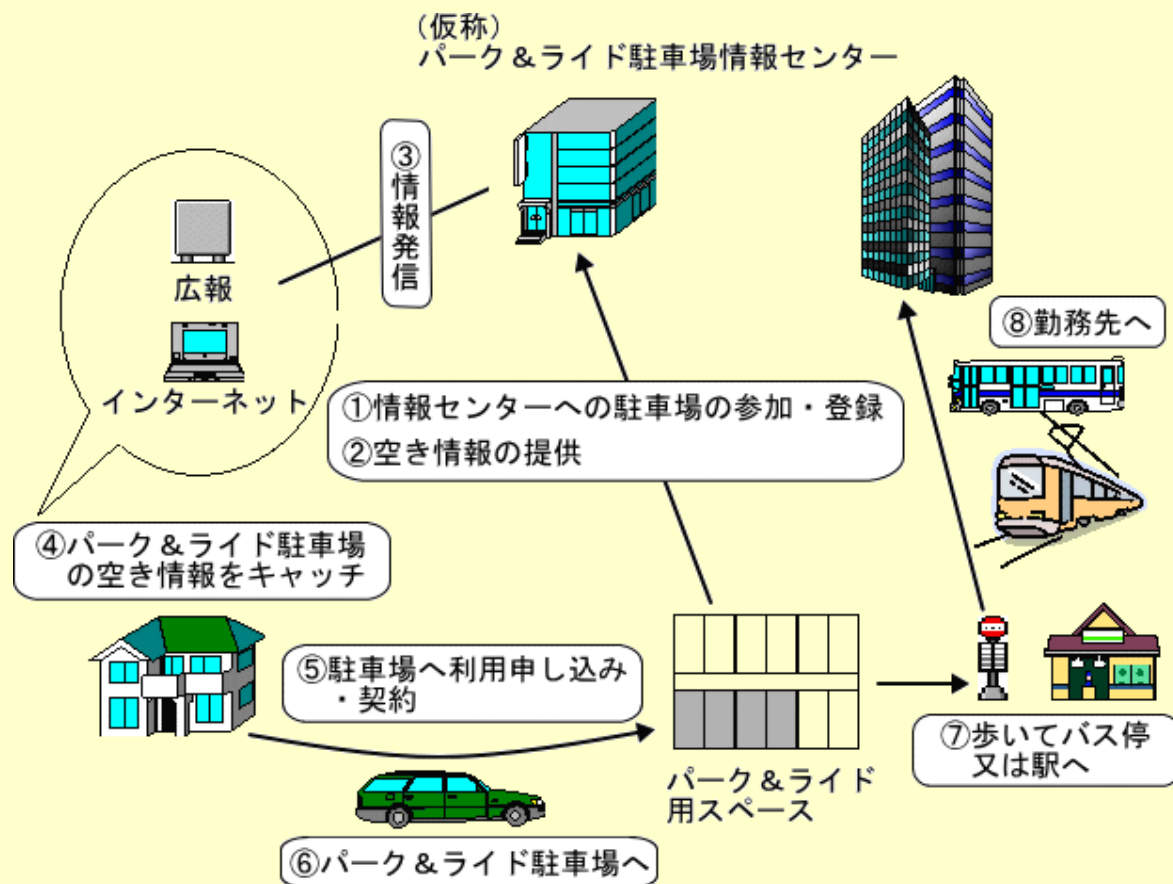 (仮称)
パーク&ライド駐車場情報センター
③情報発信
広報
インターネット
①情報センターへの駐車場の参加・登録
②空き情報の提供
⑧勤務先へ
④パーク&ライド駐車場
の空き情報をキャッチ
⑤駐車場へ利用申し込み
・契約
パーク&ライド
用スペース
⑦歩いてバス停
又は駅へ
⑥パーク&ライド駐車場へ